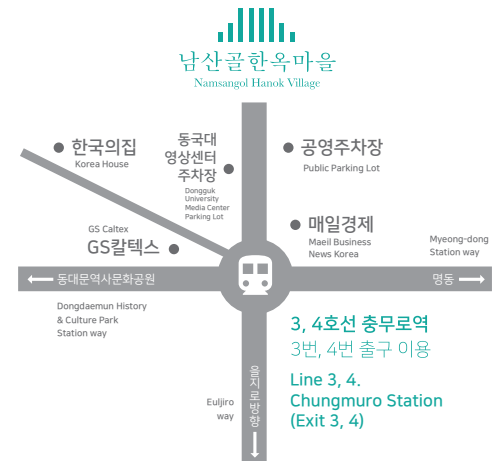 남산골한옥마을
Namsangol Hanok Village
한국의집
Korea House
동국대
영상센터
주차장
Dongguk
University
Media Center
Parking Lot
공영주차장
Public Parking Lot
GS Caltex
GS칼텍스
매일경제
Maeil Business
News Korea
Myeong-dong
Station way
동대문역사문화공원
명동
Dongdaemun History
& Culture Park
Station way
3, 4호선 충무로역
3번, 4번 출구 이용
Line 3, 4.
Chungmuro Station
(Exit 3, 4)
을지로방향
Euljiro
way